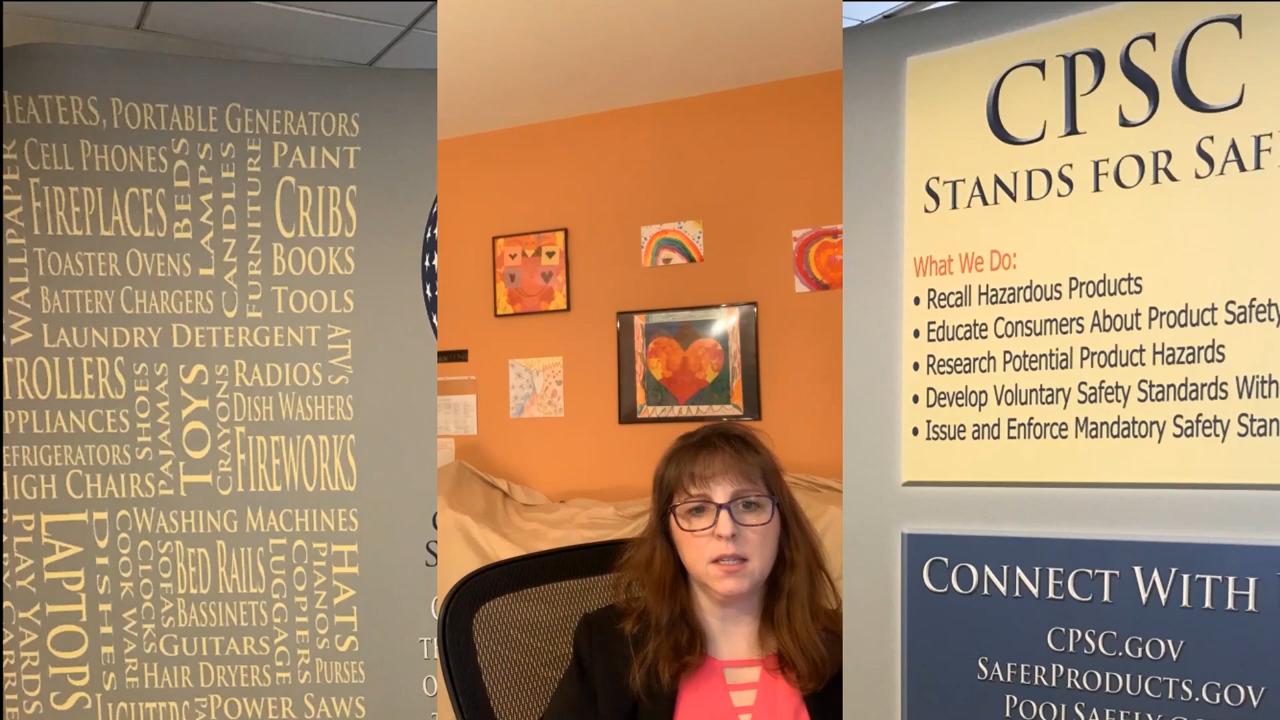 HEATERS, PORTABLE GENERATORS
CELL PHONES
BEDS
LAMPS
CANDLES
FURNITURE
PAINT
WALLPAPER
FIREPLACES
CRIBS
TOASTER OVENS
BOOKS
BATTERY CHARGERS
TOOLS
LAUNDRY DETERGENT
ATV's
TROLLERS
SHOES
PAJAMAS
TOYS
CRAYONS
RADIOS
PPLIANCES
DISH WASHERS
EFRIGERATORS
FIREWORKS
HIGH CHAIRS
PLAY YARDS
LAPTOPS
DISHES
COOK WARE
WASHING MACHINES
CLOCKS
SOFAS
BED RAILS
LUGGAGE
COPIERS
PIANOS
HATS
BASSINETS
GUITARS
HAIR DRYERS
PURSES
LIGHTERS
POWER SAWS
CPSC
STANDS FOR SAF
What We Do:
• Recall Hazardous Products
• Educate Consumers About Product Safety
• Research Potential Product Hazards
• Develop Voluntary Safety Standards With
• Issue and Enforce Mandatory Safety Stan
CONNECT WITH
CPSC.GOV
SAFERPRODUCTS.GOV
POOLSAFELY.G